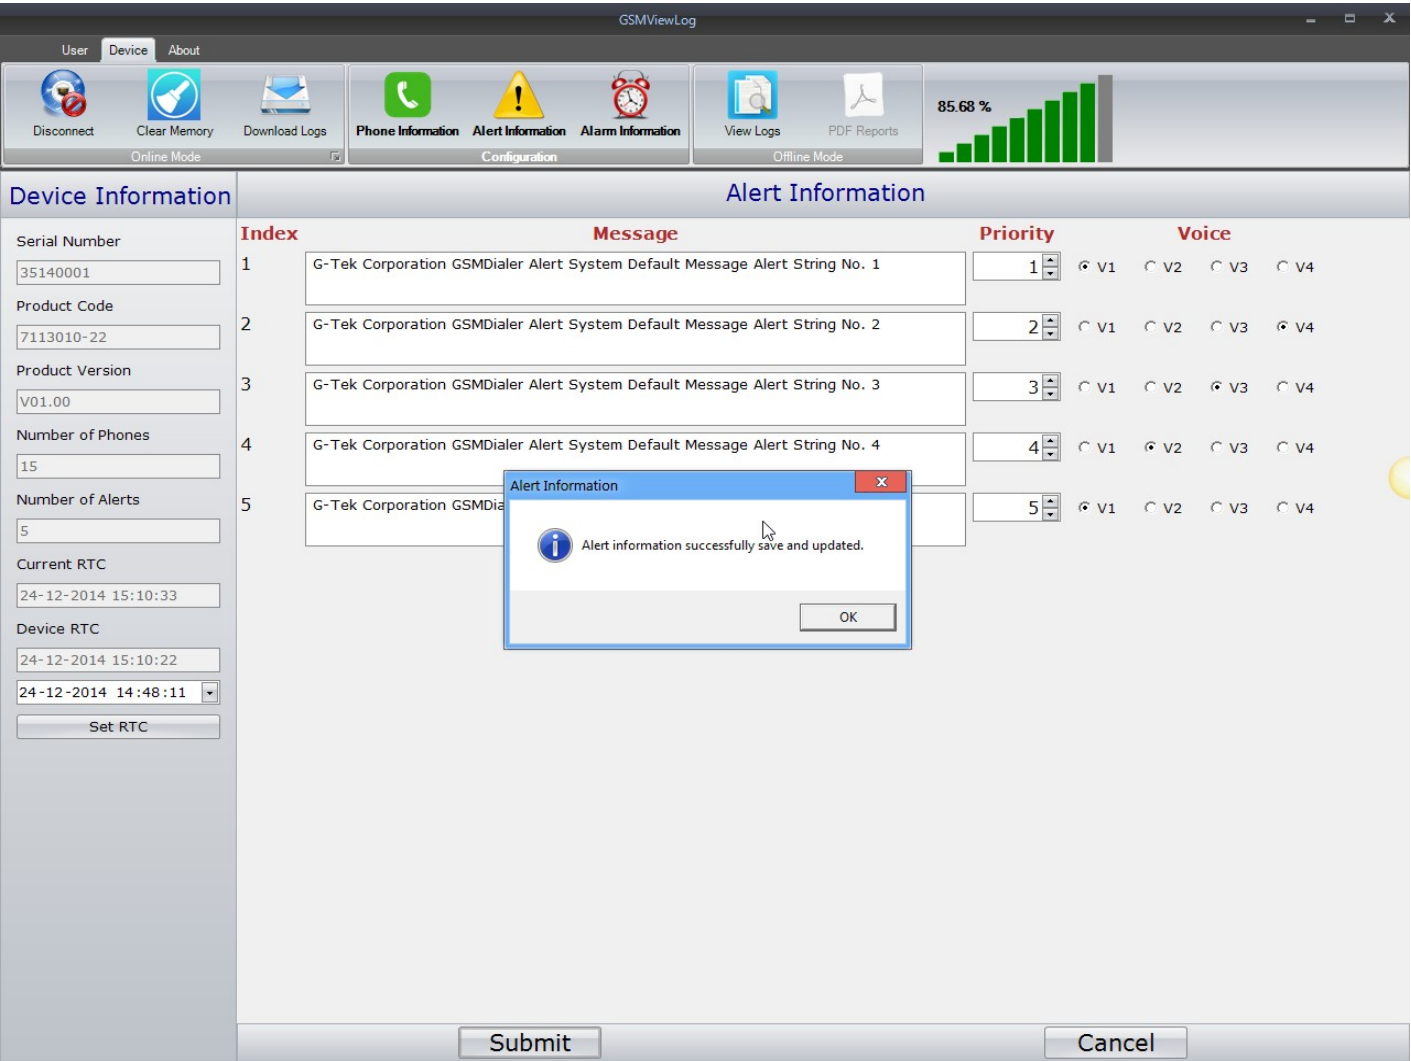 GSMViewLog
User Device About
Disconnect Clear Memory Download Logs Phone Information Alert Information Alarm Information View Logs PDF Reports 85.68 %
Online Mode Configuration Offline Mode
Device Information Alert Information
Index Message Priority Voice
Serial Number
35140001
Product Code
7113010-22
Product Version
V01.00
Number of Phones
15
Number of Alerts
5
Current RTC
24-12-2014 15:10:33
Device RTC
24-12-2014 15:10:22
24-12-2014 14:48:11
Set RTC
1 G-Tek Corporation GSMDialer Alert System Default Message Alert String No. 1 1 V1 V2 V3 V4
2 G-Tek Corporation GSMDialer Alert System Default Message Alert String No. 2 2 V1 V2 V3 V4
3 G-Tek Corporation GSMDialer Alert System Default Message Alert String No. 3 3 V1 V2 V3 V4
4 G-Tek Corporation GSMDialer Alert System Default Message Alert String No. 4 4 V1 V2 V3 V4
5 G-Tek Corporation GSMDia 5 V1 V2 V3 V4
Alert Information
Alert information successfully save and updated.
OK
Submit Cancel